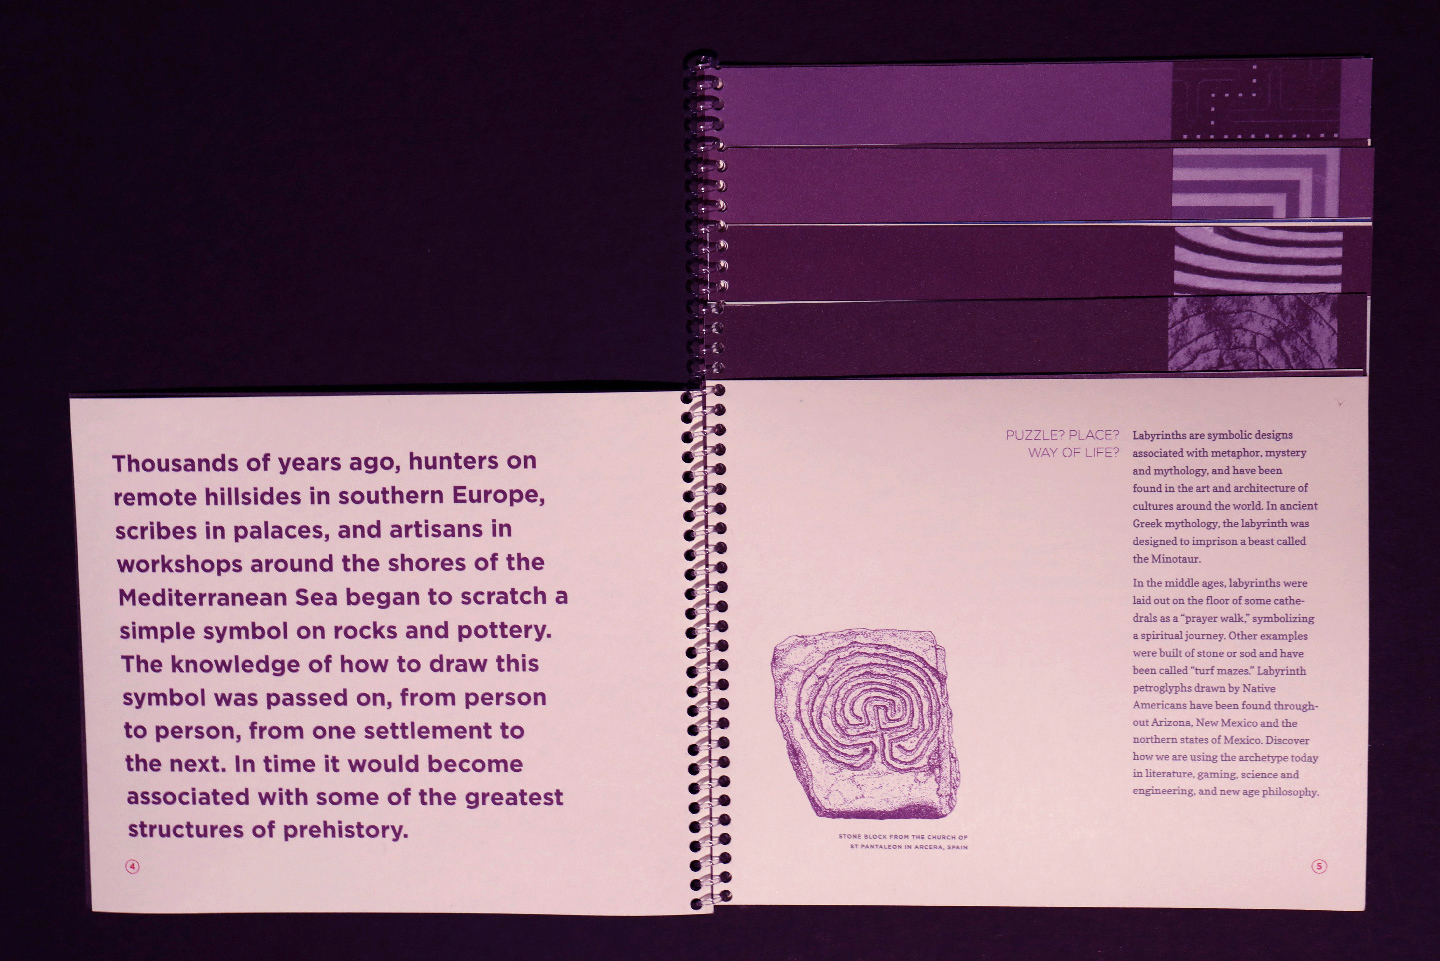 Thousands of years ago, hunters on
remote hillsides in southern Europe,
scribes in palaces, and artisans in
workshops around the shores of the
Mediterranean Sea began to scratch a
simple symbol on rocks and pottery.
The knowledge of how to draw this
symbol was passed on, from person
to person, from one settlement to
the next. In time it would become
associated with some of the greatest
structures of prehistory.
4
PUZZLE? PLACE?
WAY OF LIFE?
Labyrinths are symbolic designs
associated with metaphor, mystery
and mythology, and have been
found in the art and architecture of
cultures around the world. In ancient
Greek mythology, the labyrinth was
designed to imprison a beast called
the Minotaur.
In the middle ages, labyrinths were
laid out on the floor of some cathe-
drals as a “prayer walk,” symbolizing
a spiritual journey. Other examples
were built of stone or sod and have
been called “turf mazes.” Labyrinth
petroglyphs drawn by Native
Americans have been found through-
out Arizona, New Mexico and the
northern states of Mexico. Discover
how we are using the archetype today
in literature, gaming, science and
engineering, and new age philosophy.
STONE BLOCK FROM THE CHURCH OF
ST PANTALEON IN ARCERA, SPAIN
5